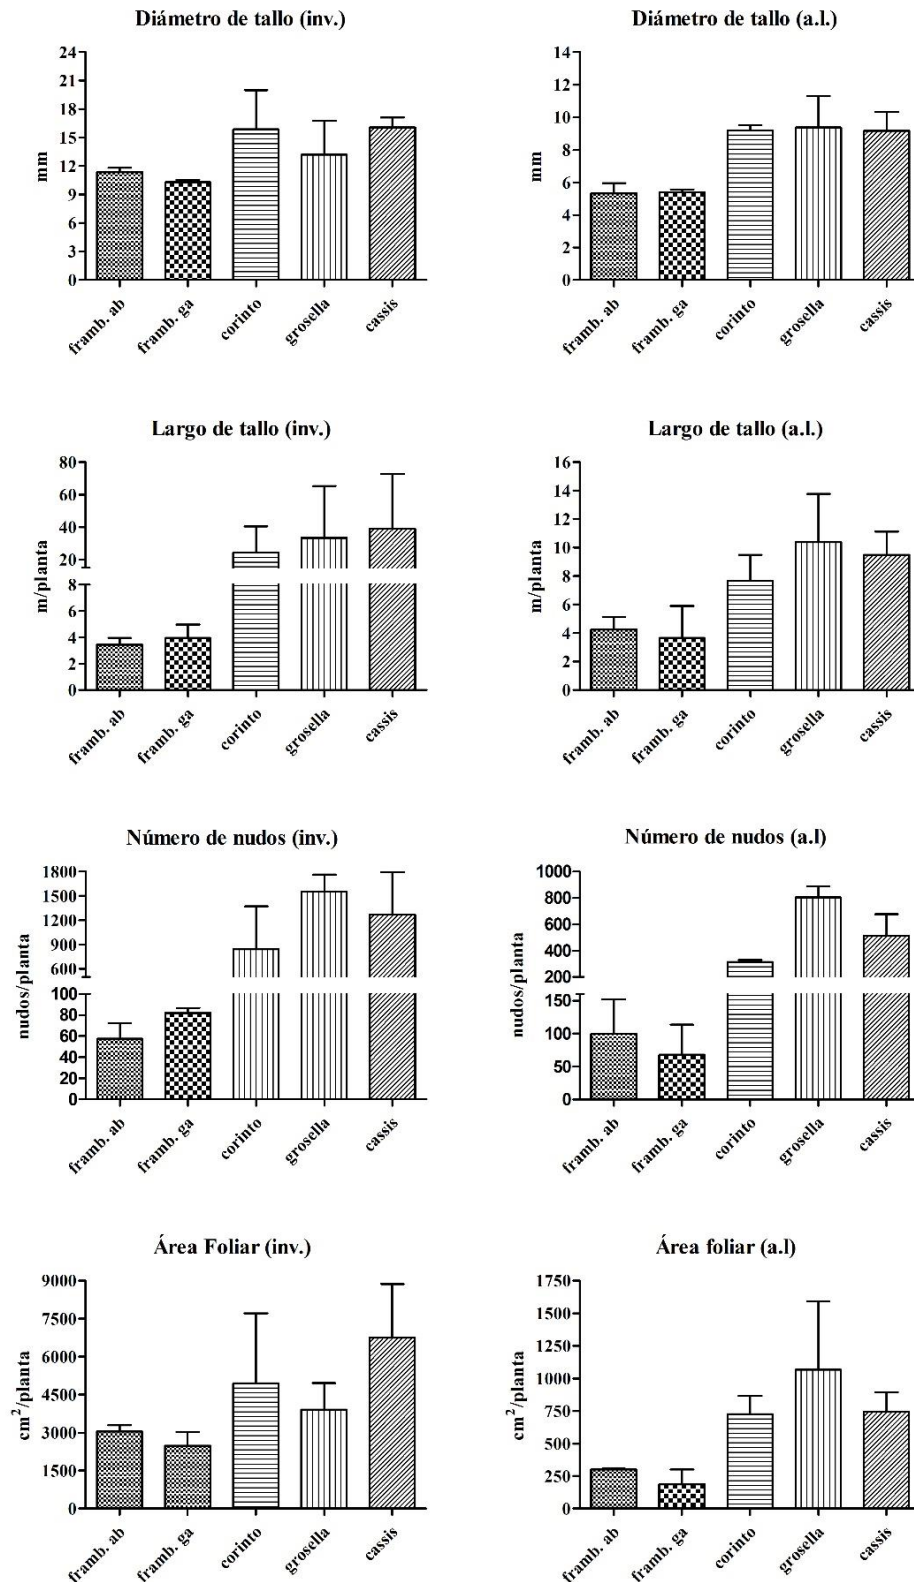 Diámetro de tallo (inv.)
24
21
18
15
12
9
6
3
0
mm
framb. ab
framb. ga
corinto
grosella
cassis
Diámetro de tallo (a.l.)
14
12
10
8
6
4
2
0
mm
framb. ab
framb. ga
corinto
grosella
cassis
Largo de tallo (inv.)
80
60
40
20
8
6
4
2
0
m/planta
framb. ab
framb. ga
corinto
grosella
cassis
Largo de tallo (a.l.)
16
14
12
10
8
6
4
2
0
m/planta
framb. ab
framb. ga
corinto
grosella
cassis
Número de nudos (inv.)
1800
1500
1200
900
600
100
80
60
40
20
0
nudos/planta
framb. ab
framb. ga
corinto
grosella
cassis
Número de nudos (a.l)
1000
800
600
400
200
150
100
50
0
nudos/planta
framb. ab
framb. ga
corinto
grosella
cassis
Área Foliar (inv.)
9000
7500
6000
4500
3000
1500
0
cm²/planta
framb. ab
framb. ga
corinto
grosella
cassis
Área foliar (a.l)
1750
1500
1250
1000
750
500
250
0
cm²/planta
framb. ab
framb. ga
corinto
grosella
cassis